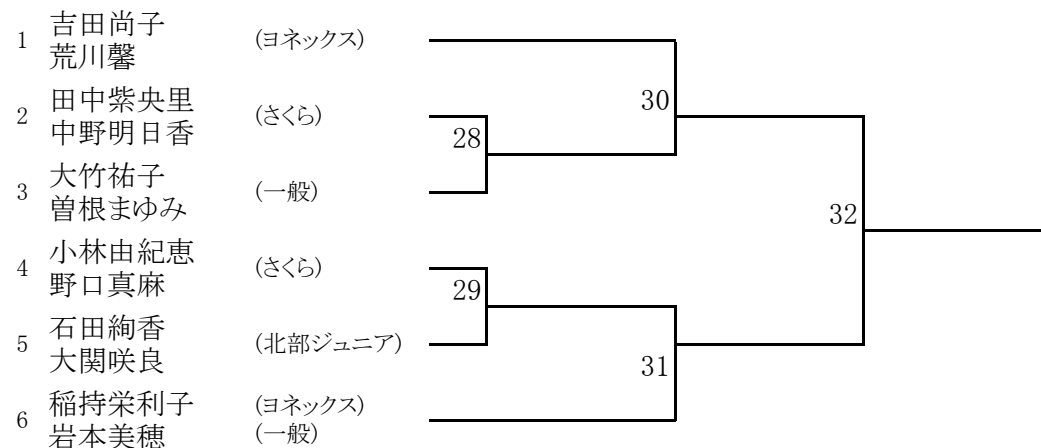 1 吉田尚子 (ヨネックス)
荒川馨
2 田中紫央里 (さくら)
中野明日香
3 大竹祐子 (一般)
曽根まゆみ
4 小林由紀恵 (さくら)
野口真麻
5 石田絢香 (北部ジュニア)
大関咲良
6 稲持栄利子 (ヨネックス)
岩本美穂 (一般)
28
29
30
31
32